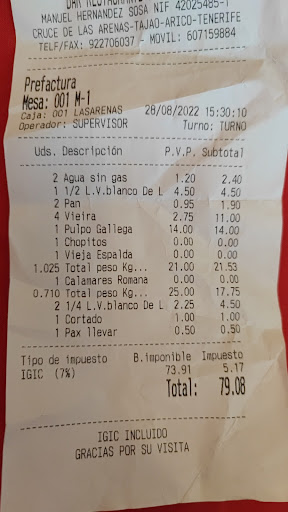 BAR RESTAURANTE
MANUEL HERNANDEZ SOSA NIF 42025485-T
CRUCE DE LAS ARENAS-TAJAO-ARICO-TENERIFE
TELF/FAX: 922706037 - MOVIL: 607159884
Prefactura
Mesa: 001 M-1
Caja: 001 LASARENAS 28/08/2022 15:30:10
Operador: SUPERVISOR Turno: TURNO
Uds. Descripción P.V.P. Subtotal
2 Agua sin gas 1.20 2.40
1 1/2 L.V.blanco De L 4.50 4.50
2 Pan 0.95 1.90
4 Vieira 2.75 11.00
1 Pulpo Gallega 14.00 14.00
1 Chopitos 0.00 0.00
1 Vieja Espalda 0.00 0.00
1.025 Total peso Kg... 21.00 21.53
1 Calamares Romana 0.00 0.00
0.710 Total peso Kg... 25.00 17.75
2 1/4 L.V.blanco De L 2.25 4.50
1 Cortado 1.00 1.00
1 Pax llevar 0.50 0.50
Tipo de impuesto B.imponible Impuesto
IGIC (7%) 73.91 5.17
Total: 79.08
IGIC INCLUIDO
GRACIAS POR SU VISITA